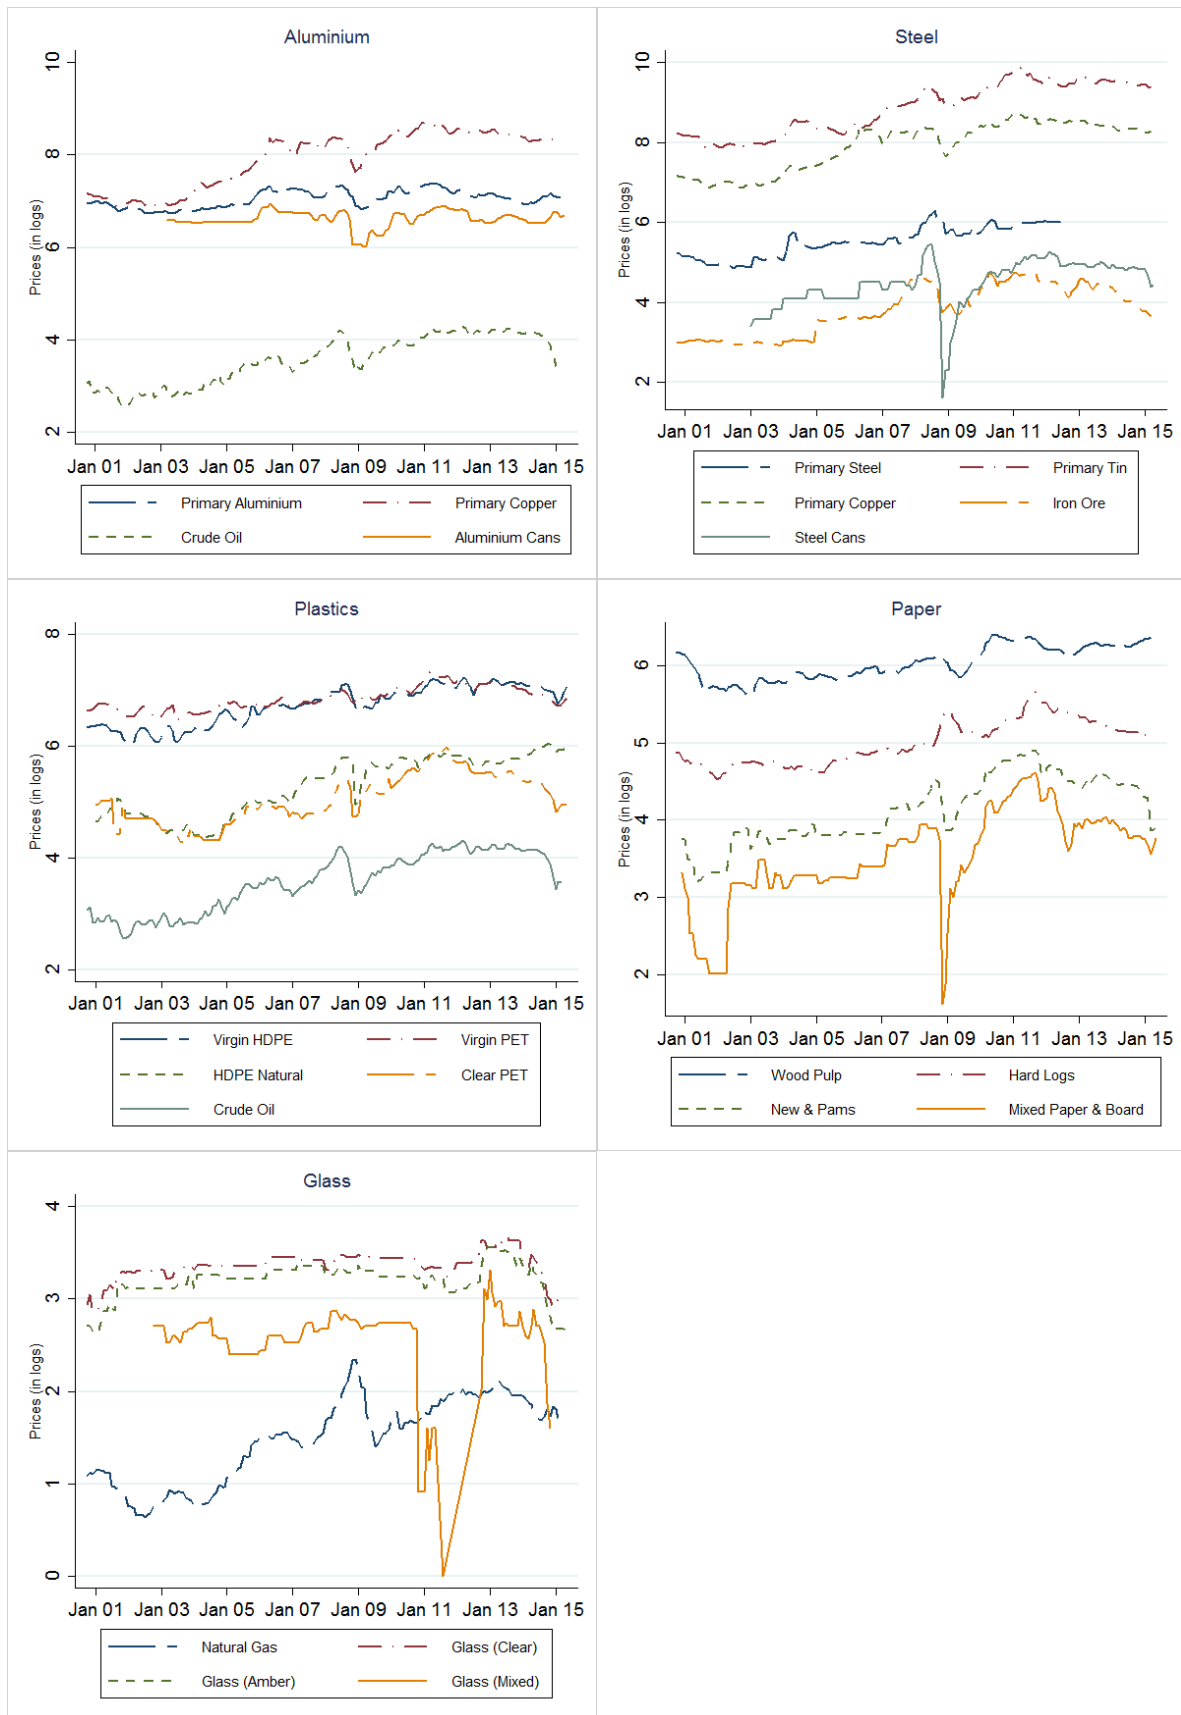 Aluminium
Prices (in logs)
10
8
6
4
2
Jan 01 Jan 03 Jan 05 Jan 07 Jan 09 Jan 11 Jan 13 Jan 15
Primary Aluminium Primary Copper
Crude Oil Aluminium Cans
Steel
Prices (in logs)
10
8
6
4
2
Jan 01 Jan 03 Jan 05 Jan 07 Jan 09 Jan 11 Jan 13 Jan 15
Primary Steel Primary Tin
Primary Copper Iron Ore
Steel Cans
Plastics
Prices (in logs)
8
6
4
2
Jan 01 Jan 03 Jan 05 Jan 07 Jan 09 Jan 11 Jan 13 Jan 15
Virgin HDPE Virgin PET
HDPE Natural Clear PET
Crude Oil
Paper
Prices (in logs)
6
5
4
3
2
Jan 01 Jan 03 Jan 05 Jan 07 Jan 09 Jan 11 Jan 13 Jan 15
Wood Pulp Hard Logs
New & Pams Mixed Paper & Board
Glass
Prices (in logs)
4
3
2
1
0
Jan 01 Jan 03 Jan 05 Jan 07 Jan 09 Jan 11 Jan 13 Jan 15
Natural Gas Glass (Clear)
Glass (Amber) Glass (Mixed)